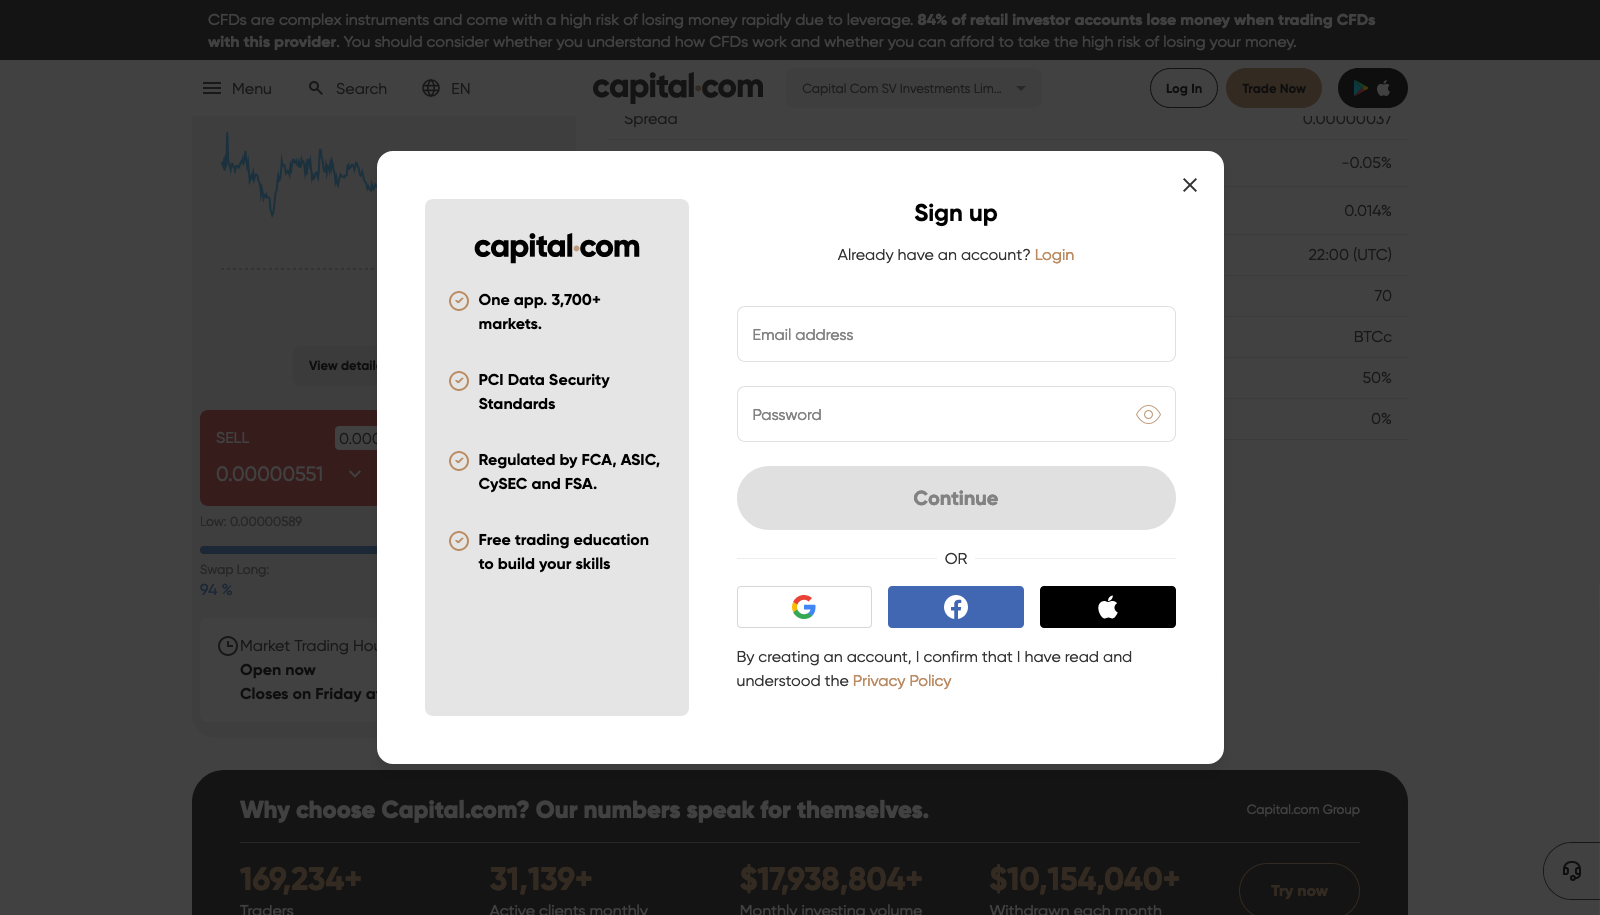 CFDs are complex instruments and come with a high risk of losing money rapidly due to leverage. 84% of retail investor accounts lose money when trading CFDs
with this provider. You should consider whether you understand how CFDs work and whether you can afford to take the high risk of losing your money.
Menu
Search
EN
capital.com
Capital Com SV Investments Lim...
Log In
Trade Now
Spread
0.00000037
-0.05%
0.014%
22:00 (UTC)
70
BTCc
50%
0%
View
SELL
0.00000551
Low: 0.00000589
Swap Long:
94 %
Market Trading
Open now
Closes on Friday
capital.com
One app. 3,700+
markets.
PCI Data Security
Standards
Regulated by FCA, ASIC,
CySEC and FSA.
Free trading education
to build your skills
Sign up
Already have an account? Login
Email address
Password
Continue
OR
By creating an account, I confirm that I have read and
understood the Privacy Policy
Why choose Capital.com? Our numbers speak for themselves.
Capital.com Group
169,234+
Traders
31,139+
Active clients monthly
$17,938,804+
Monthly investing volume
$10,154,040+
Withdrawn each month
Try now